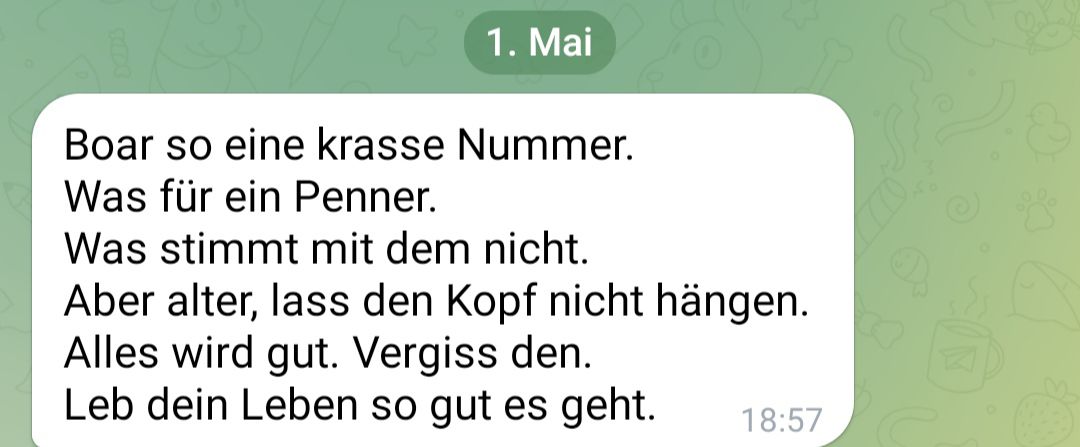 1. Mai
Boar so eine krasse Nummer.
Was für ein Penner.
Was stimmt mit dem nicht.
Aber alter, lass den Kopf nicht hängen.
Alles wird gut. Vergiss den.
Leb dein Leben so gut es geht.
18:57